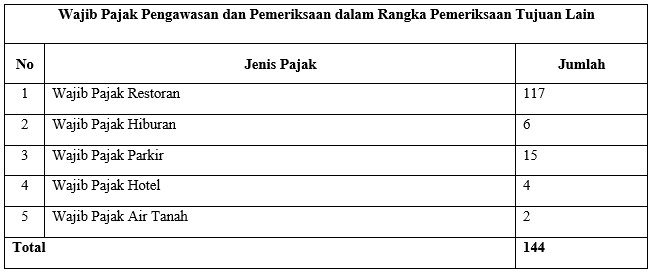 Wajib Pajak Pengawasan dan Pemeriksaan dalam Rangka Pemeriksaan Tujuan Lain
No Jenis Pajak Jumlah
1 Wajib Pajak Restoran 117
2 Wajib Pajak Hiburan 6
3 Wajib Pajak Parkir 15
4 Wajib Pajak Hotel 4
5 Wajib Pajak Air Tanah 2
Total 144